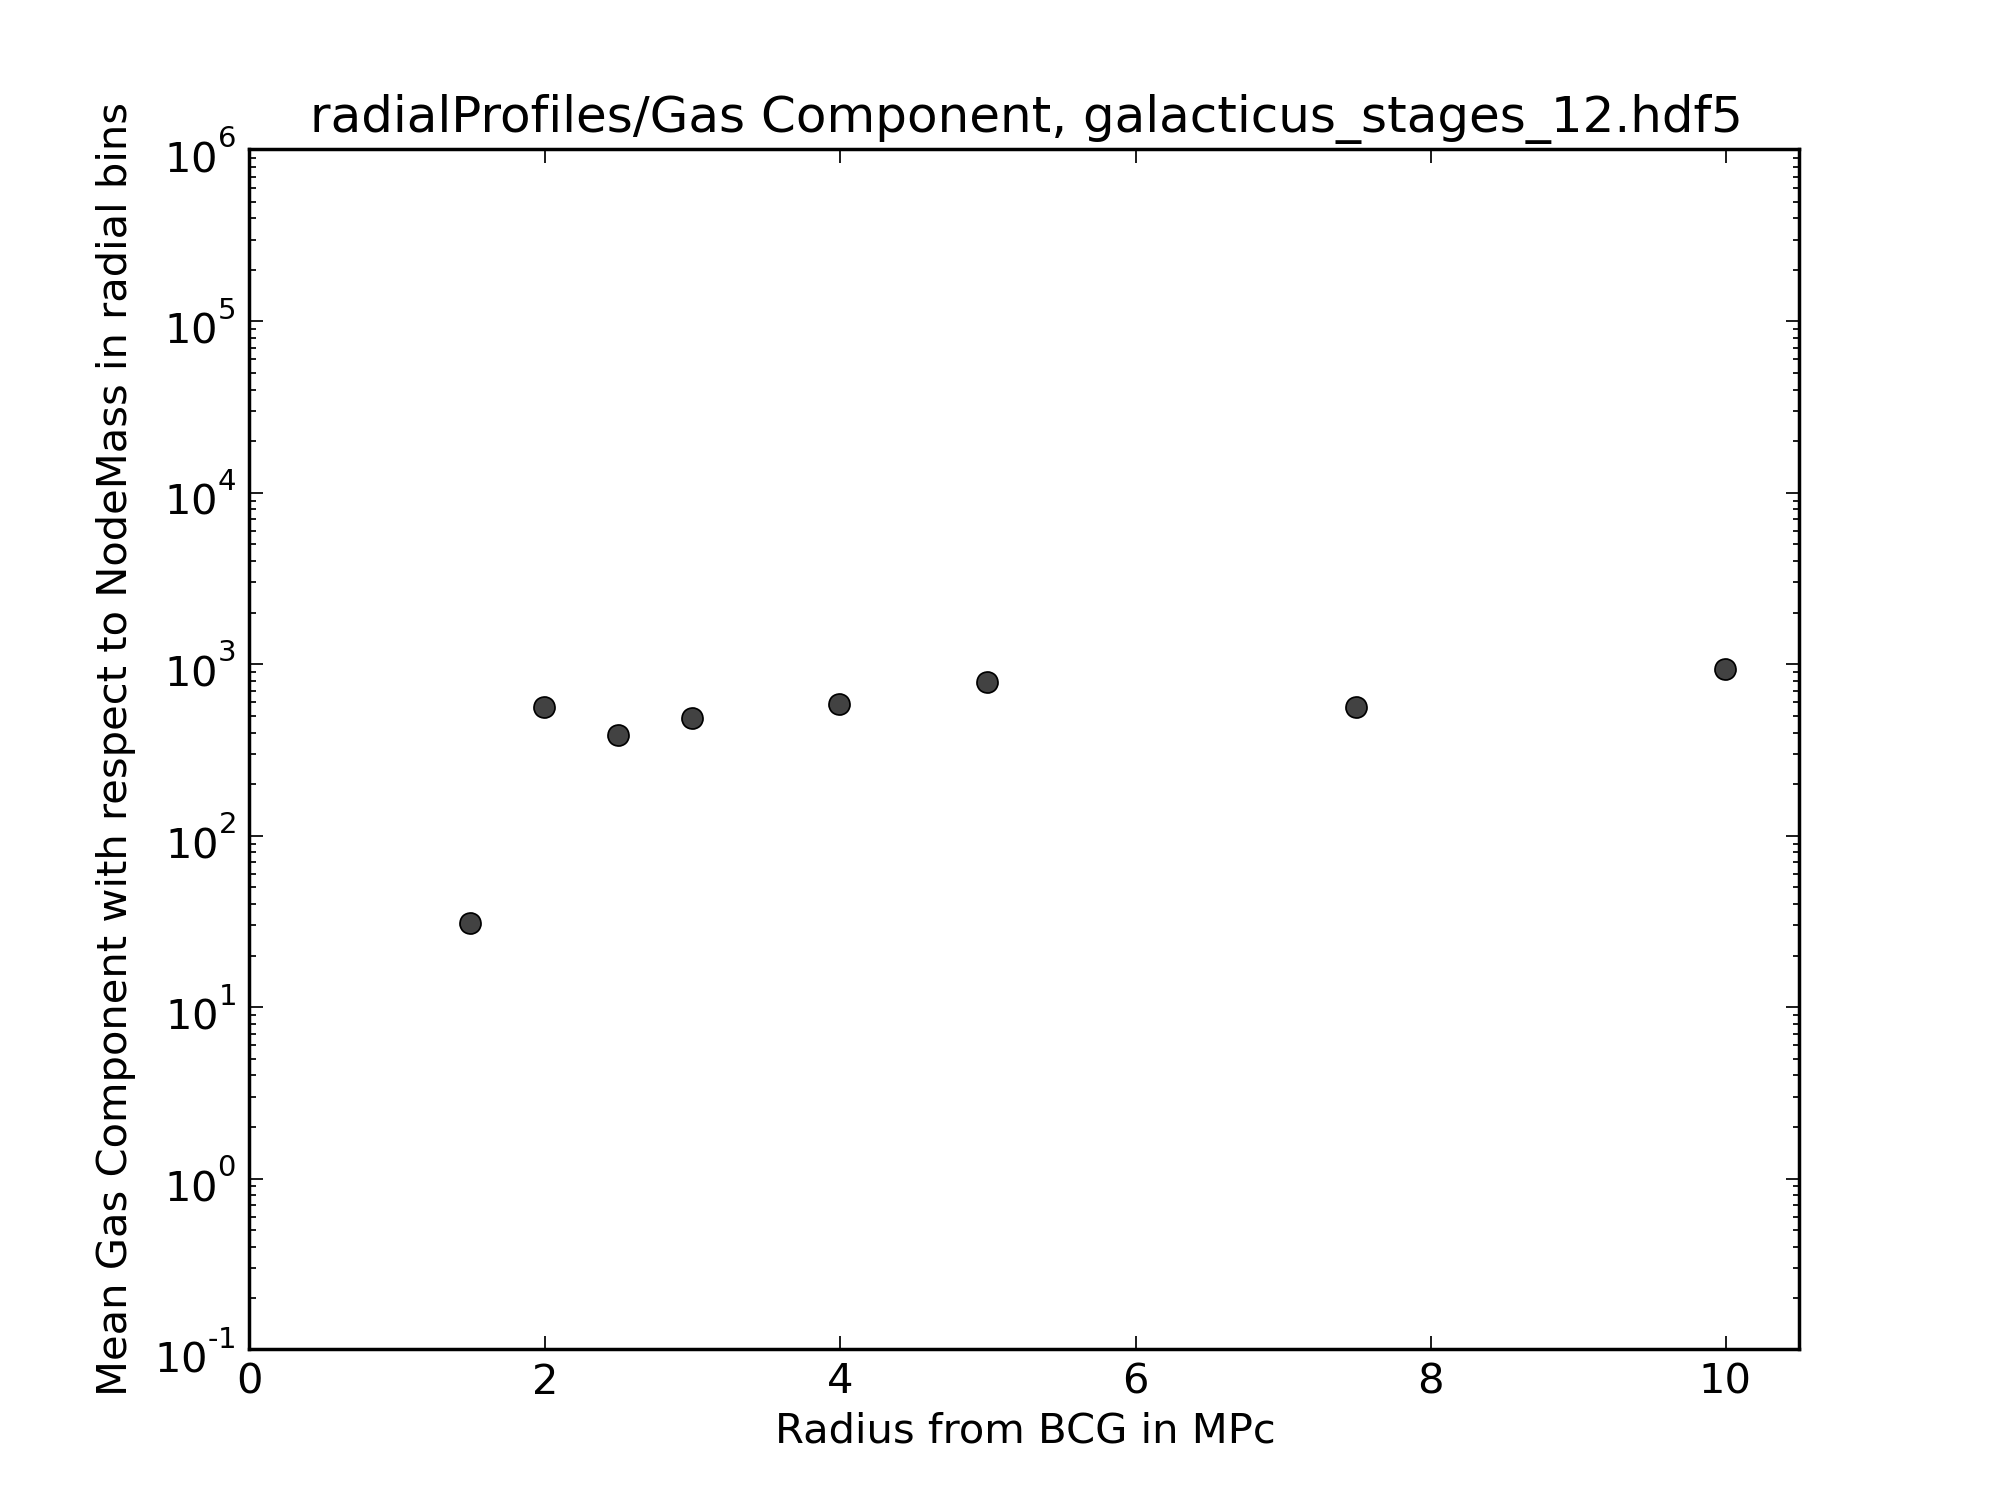 radialProfiles/Gas Component, galacticus_stages_12.hdf5
Mean Gas Component with respect to NodeMass in radial bins
10^6
10^5
10^4
10^3
10^2
10^1
10^0
10^-1
0 2 4 6 8 10
Radius from BCG in MPc